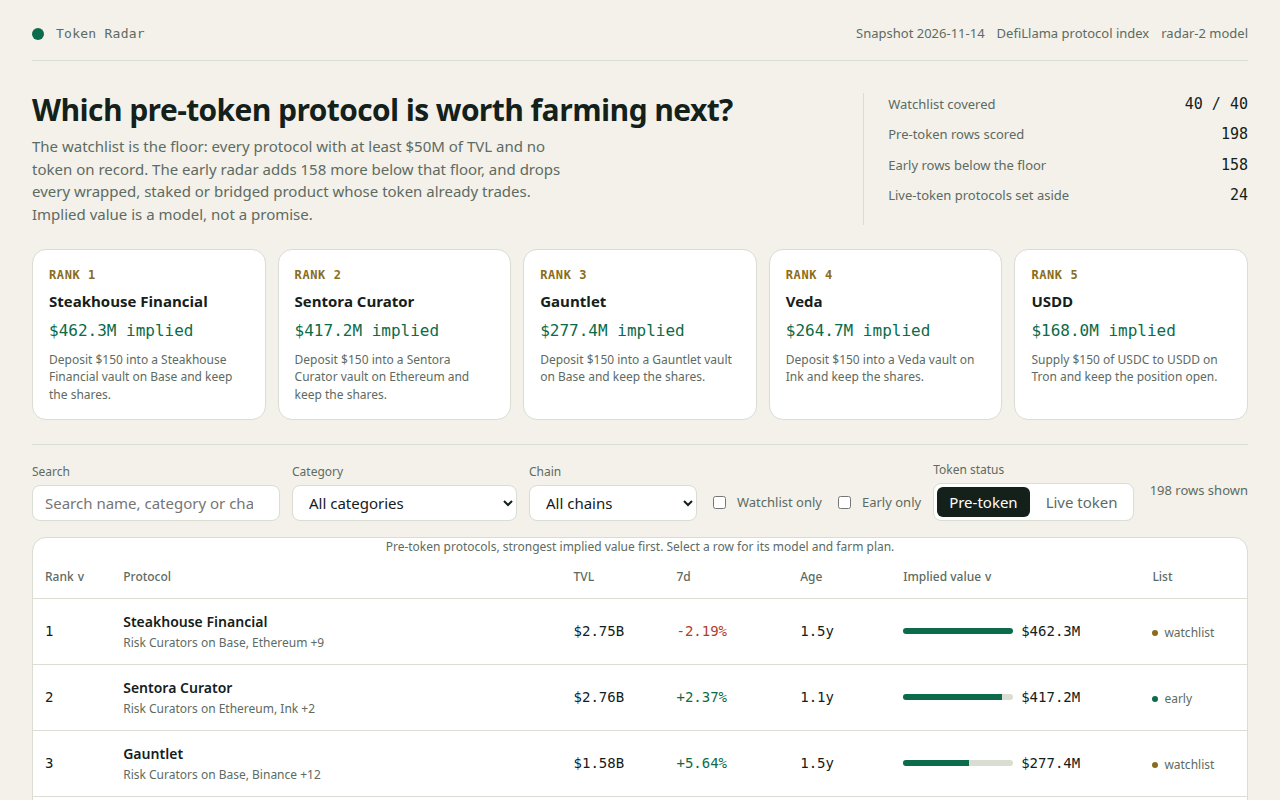 Token Radar
Snapshot 2026-11-14 DefiLlama protocol index radar-2 model
Which pre-token protocol is worth farming next?
The watchlist is the floor: every protocol with at least $50M of TVL and no
token on record. The early radar adds 158 more below that floor, and drops
every wrapped, staked or bridged product whose token already trades.
Implied value is a model, not a promise.
Watchlist covered 40 / 40
Pre-token rows scored 198
Early rows below the floor 158
Live-token protocols set aside 24
RANK 1
Steakhouse Financial
$462.3M implied
Deposit $150 into a Steakhouse
Financial vault on Base and keep
the shares.
RANK 2
Sentora Curator
$417.2M implied
Deposit $150 into a Sentora
Curator vault on Ethereum and
keep the shares.
RANK 3
Gauntlet
$277.4M implied
Deposit $150 into a Gauntlet vault
on Base and keep the shares.
RANK 4
Veda
$264.7M implied
Deposit $150 into a Veda vault on
Ink and keep the shares.
RANK 5
USDD
$168.0M implied
Supply $150 of USDC to USDD on
Tron and keep the position open.
Search
Search name, category or cha
Category
All categories
Chain
All chains
Watchlist only
Early only
Token status
Pre-token Live token
198 rows shown
Pre-token protocols, strongest implied value first. Select a row for its model and farm plan.
Rank v Protocol TVL 7d Age Implied value v List
1 Steakhouse Financial $2.75B -2.19% 1.5y $462.3M watchlist
Risk Curators on Base, Ethereum +9
2 Sentora Curator $2.76B +2.37% 1.1y $417.2M early
Risk Curators on Ethereum, Ink +2
3 Gauntlet $1.58B +5.64% 1.5y $277.4M watchlist
Risk Curators on Base, Binance +12